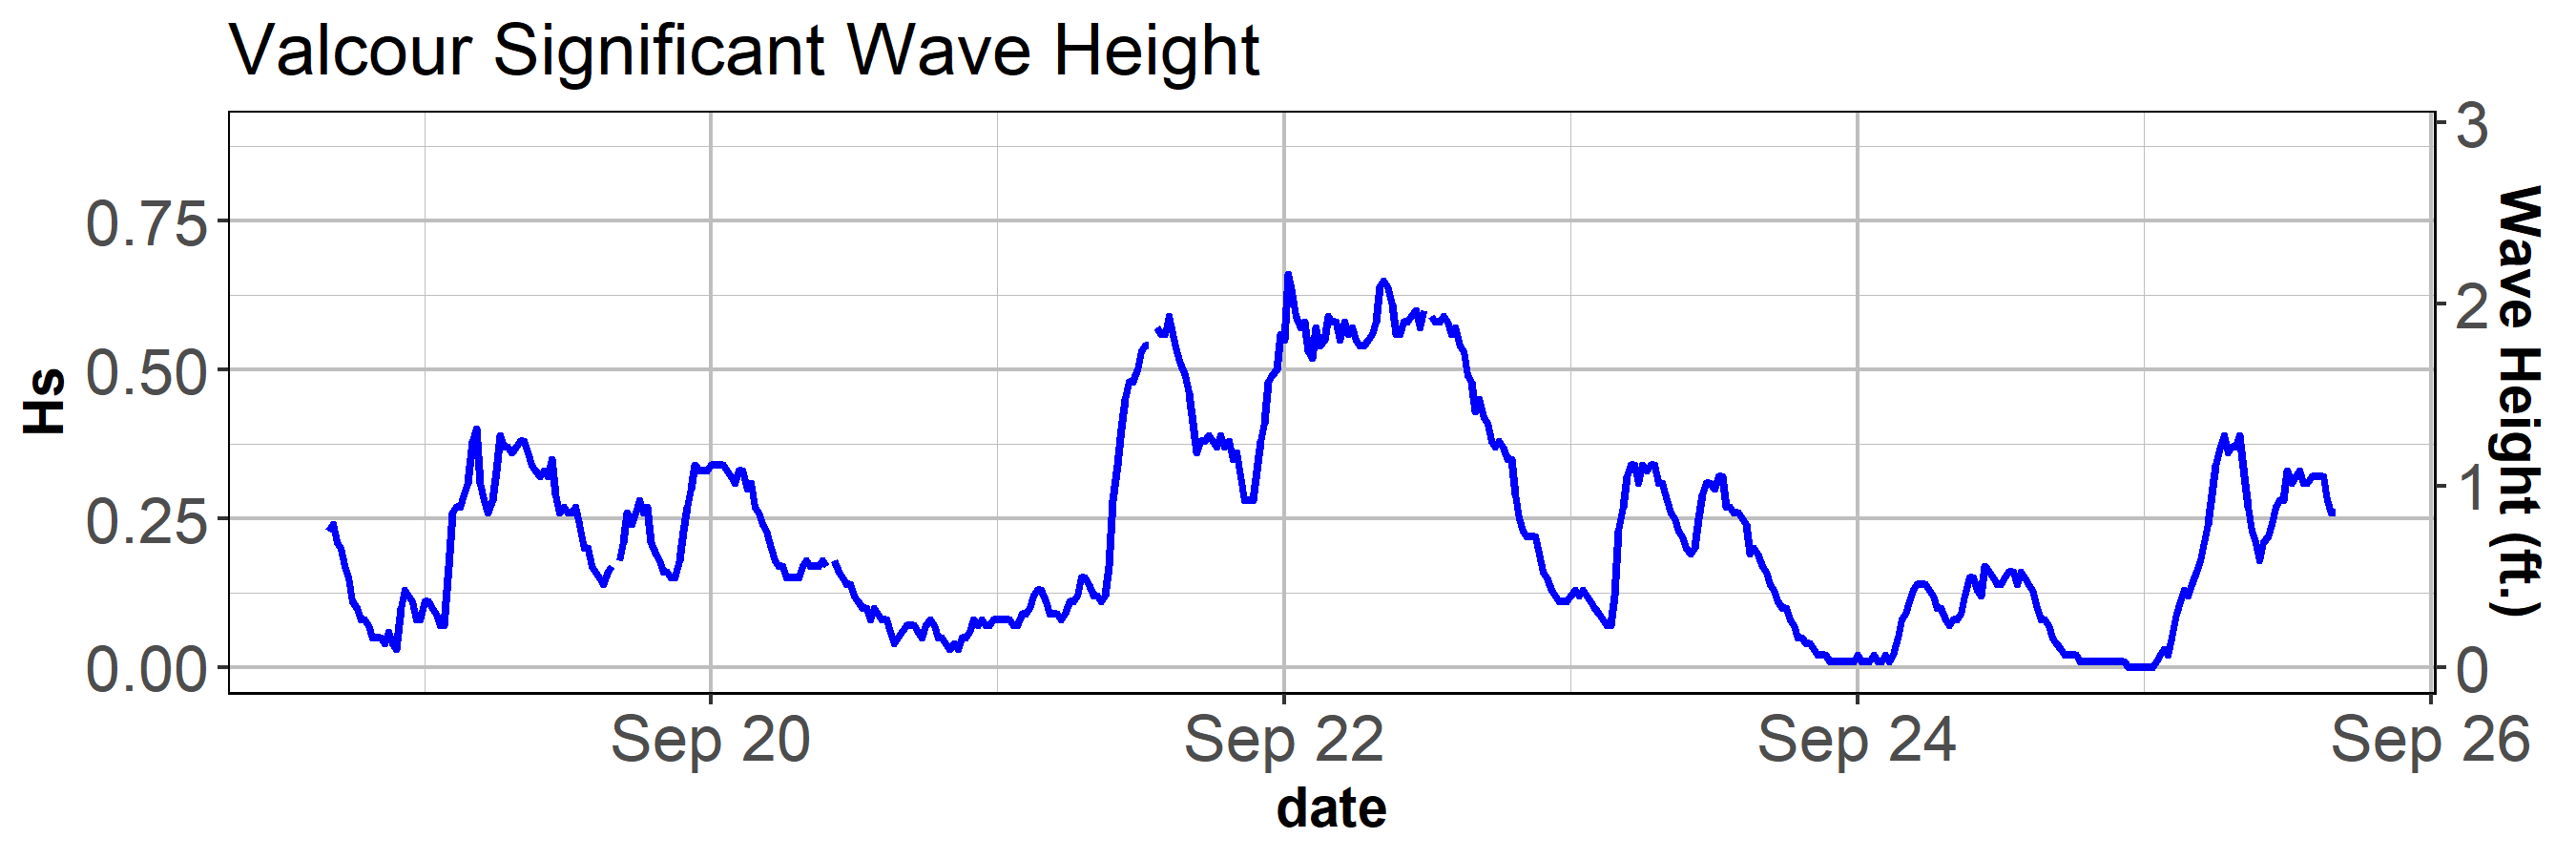 Valcour Significant Wave Height
Hs
0.75
0.50
0.25
0.00
3
2
1
0
Wave Height (ft.)
Sep 20 Sep 22 Sep 24 Sep 26
date